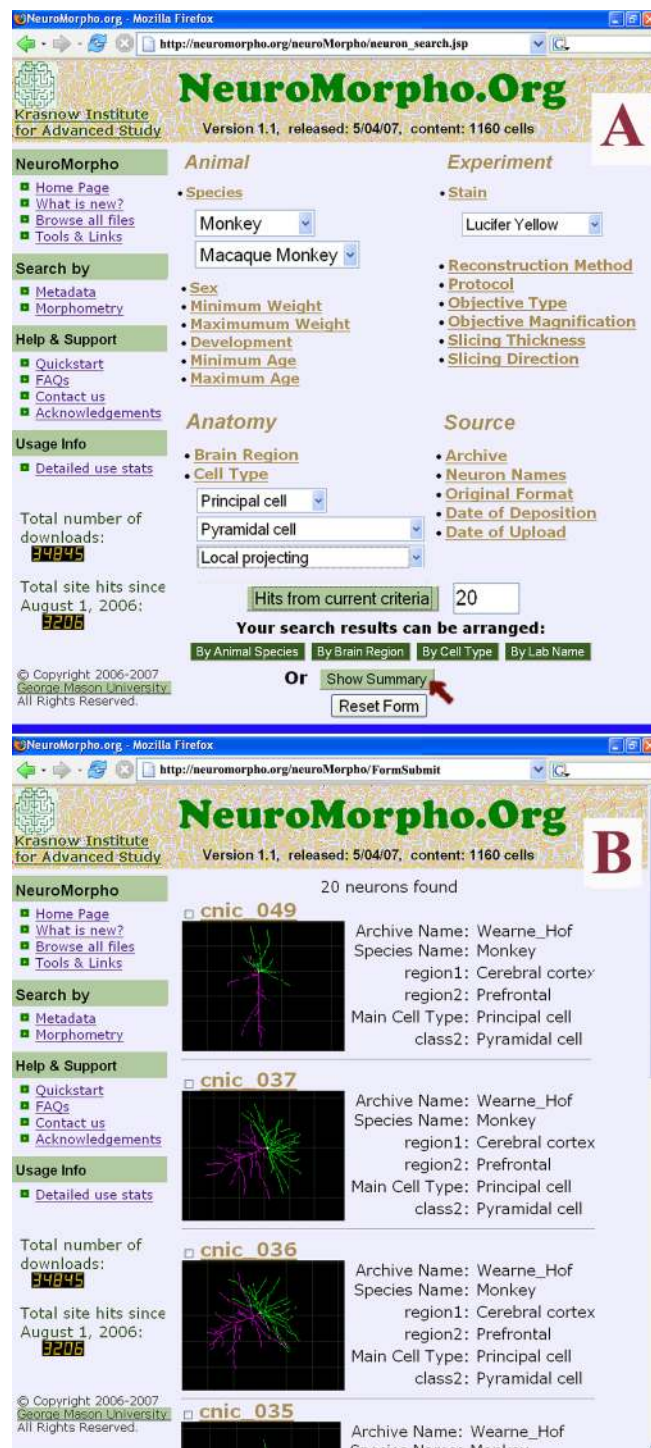 NeuroMorpho.org - Mozilla Firefox
http://neuromorpho.org/neuroMorpho/neuron_search.jsp
G
Krasnow Institute
for Advanced Study
NeuroMorpho.Org
Version 1.1, released: 5/04/07, content: 1160 cells
A
NeuroMorpho
Home Page
What is new?
Browse all files
Tools & Links
Search by
Metadata
Morphometry
Help & Support
Quickstart
FAQs
Contact us
Acknowledgements
Usage Info
Detailed use stats
Total number of
downloads:
34845
Total site hits since
August 1, 2006:
3206
© Copyright 2006-2007
George Mason University
All Rights Reserved.
Animal
• Species
Monkey
Macaque Monkey
• Sex
• Minimum Weight
• Maximumum Weight
• Development
• Minimum Age
• Maximum Age
Experiment
• Stain
Lucifer Yellow
• Reconstruction Method
• Protocol
• Objective Type
• Objective Magnification
• Slicing Thickness
• Slicing Direction
Anatomy
• Brain Region
• Cell Type
Principal cell
Pyramidal cell
Local projecting
Source
• Archive
• Neuron Names
• Original Format
• Date of Deposition
• Date of Upload
Hits from current criteria 20
Your search results can be arranged:
By Animal Species By Brain Region By Cell Type By Lab Name
Or Show Summary
Reset Form
NeuroMorpho.org - Mozilla Firefox
http://neuromorpho.org/neuroMorpho/FormSubmit
G
Krasnow Institute
for Advanced Study
NeuroMorpho.Org
Version 1.1, released: 5/04/07, content: 1160 cells
B
NeuroMorpho
Home Page
What is new?
Browse all files
Tools & Links
Search by
Metadata
Morphometry
Help & Support
Quickstart
FAQs
Contact us
Acknowledgements
Usage Info
Detailed use stats
Total number of
downloads:
34845
Total site hits since
August 1, 2006:
3206
© Copyright 2006-2007
George Mason University
All Rights Reserved.
20 neurons found
cnic_049
Archive Name: Wearne_Hof
Species Name: Monkey
region1: Cerebral cortex
region2: Prefrontal
Main Cell Type: Principal cell
class2: Pyramidal cell
cnic_037
Archive Name: Wearne_Hof
Species Name: Monkey
region1: Cerebral cortex
region2: Prefrontal
Main Cell Type: Principal cell
class2: Pyramidal cell
cnic_036
Archive Name: Wearne_Hof
Species Name: Monkey
region1: Cerebral cortex
region2: Prefrontal
Main Cell Type: Principal cell
class2: Pyramidal cell
cnic_035
Archive Name: Wearne_Hof
Species Name: Monkey